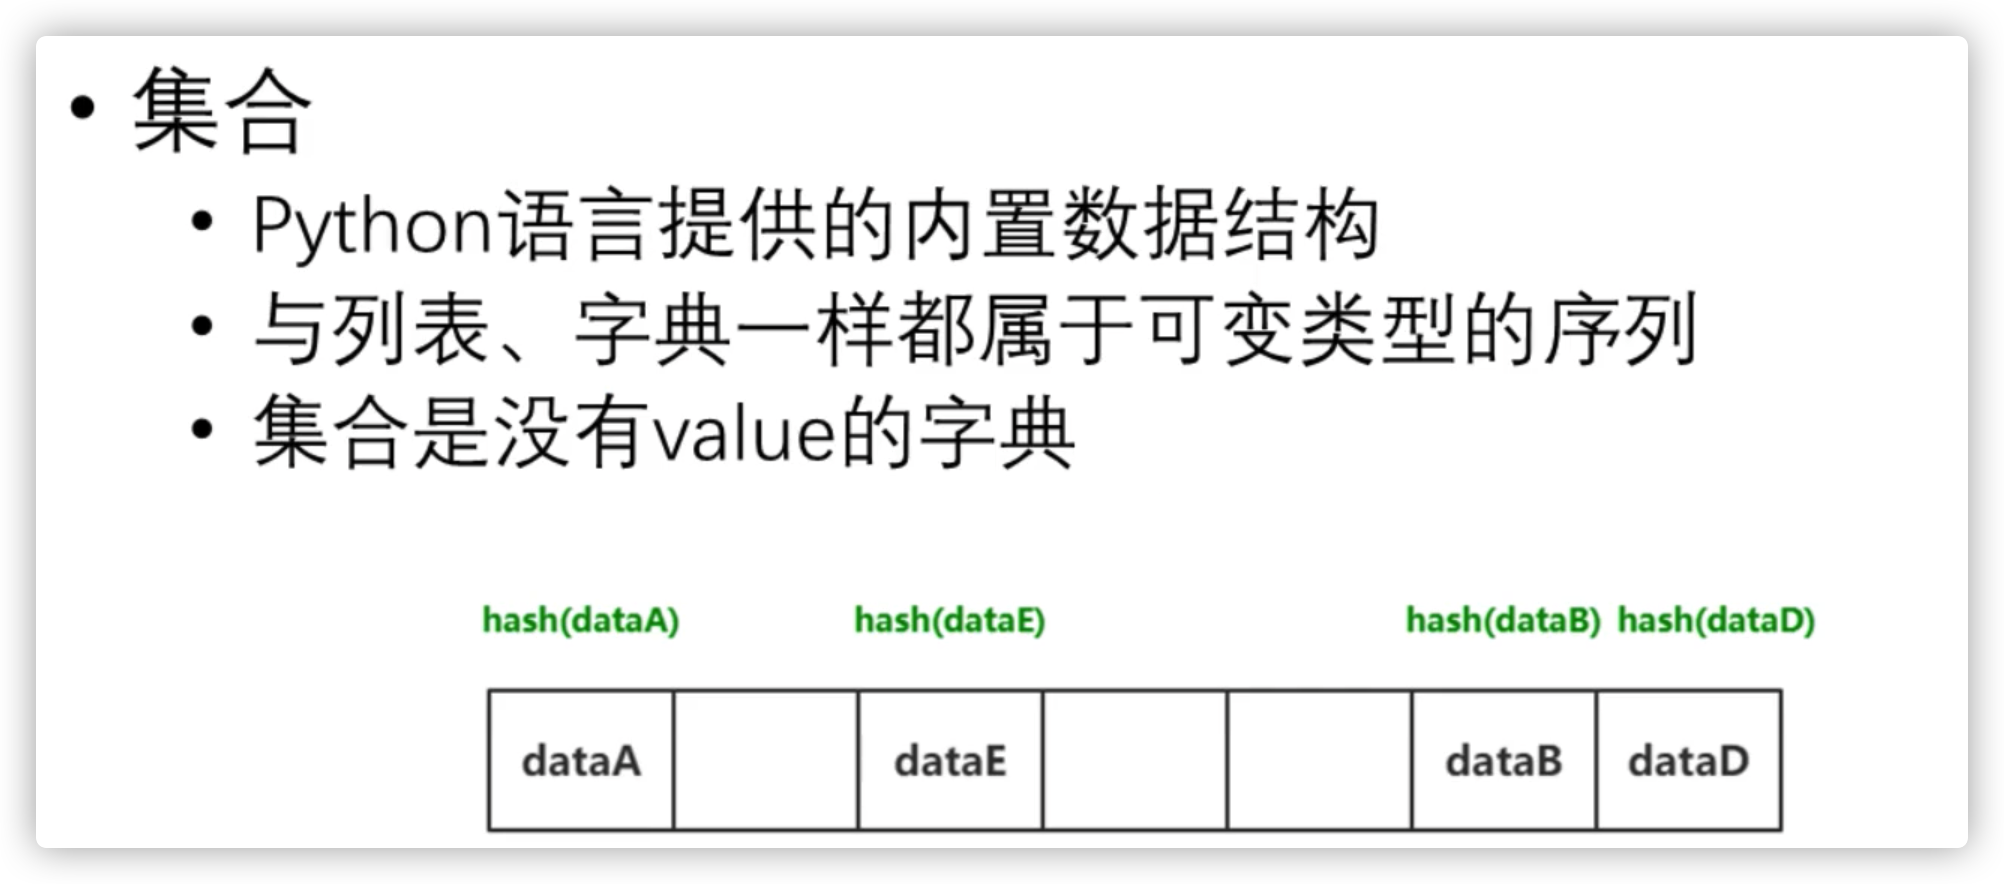 • 集合
• Python语言提供的内置数据结构
• 与列表、字典一样都属于可变类型的序列
• 集合是没有value的字典
hash(dataA) hash(dataE) hash(dataB) hash(dataD)
dataA dataE dataB dataD